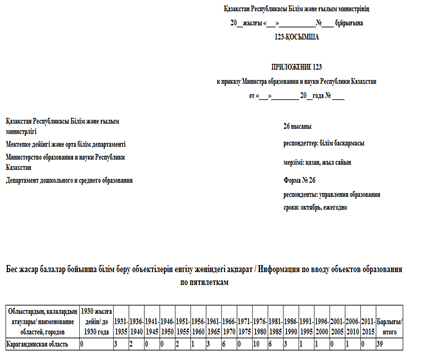 Қазақстан Республикасы Білім және ғылым министрінің
20__жылғы «___»____________№____ бұйрығына
123-ҚОСЫМША
ПРИЛОЖЕНИЕ 123
к приказу Министра образования и науки Республики Казахстан
от «___»_________ 20__года № ____
Қазақстан Республикасы Білім және ғылым
министрлігі
Мектепке дейінгі және орта білім департаменті
Министерство образования и науки Республики
Казахстан
Департамент дошкольного и среднего образования
26 нысаны
респонденттер: білім басқармасы
мерзімі: қазан, жыл сайын
Форма № 26
респонденты: управления образования
сроки: октябрь, ежегодно
Бес жасар балалар бойынша білім беру объектілерін енгізу жөніндегі ақпарат / Информация по вводу объектов образования
по пятилеткам
Облыстардың, қалалардың атаулары/ наименование областей, городов 1930 жылға дейін/ до 1930 года 1931-1935 1936-1940 1941-1945 1946-1950 1951-1955 1956-1960 1961-1965 1966-1970 1971-1975 1976-1980 1981-1985 1986-1990 1991-1995 1996-2000 2001-2005 2006-2010 2011-2015 Барлығы/ итого
Карагандинская область 0 3 2 0 0 2 1 3 6 0 10 6 3 1 1 0 1 0 39